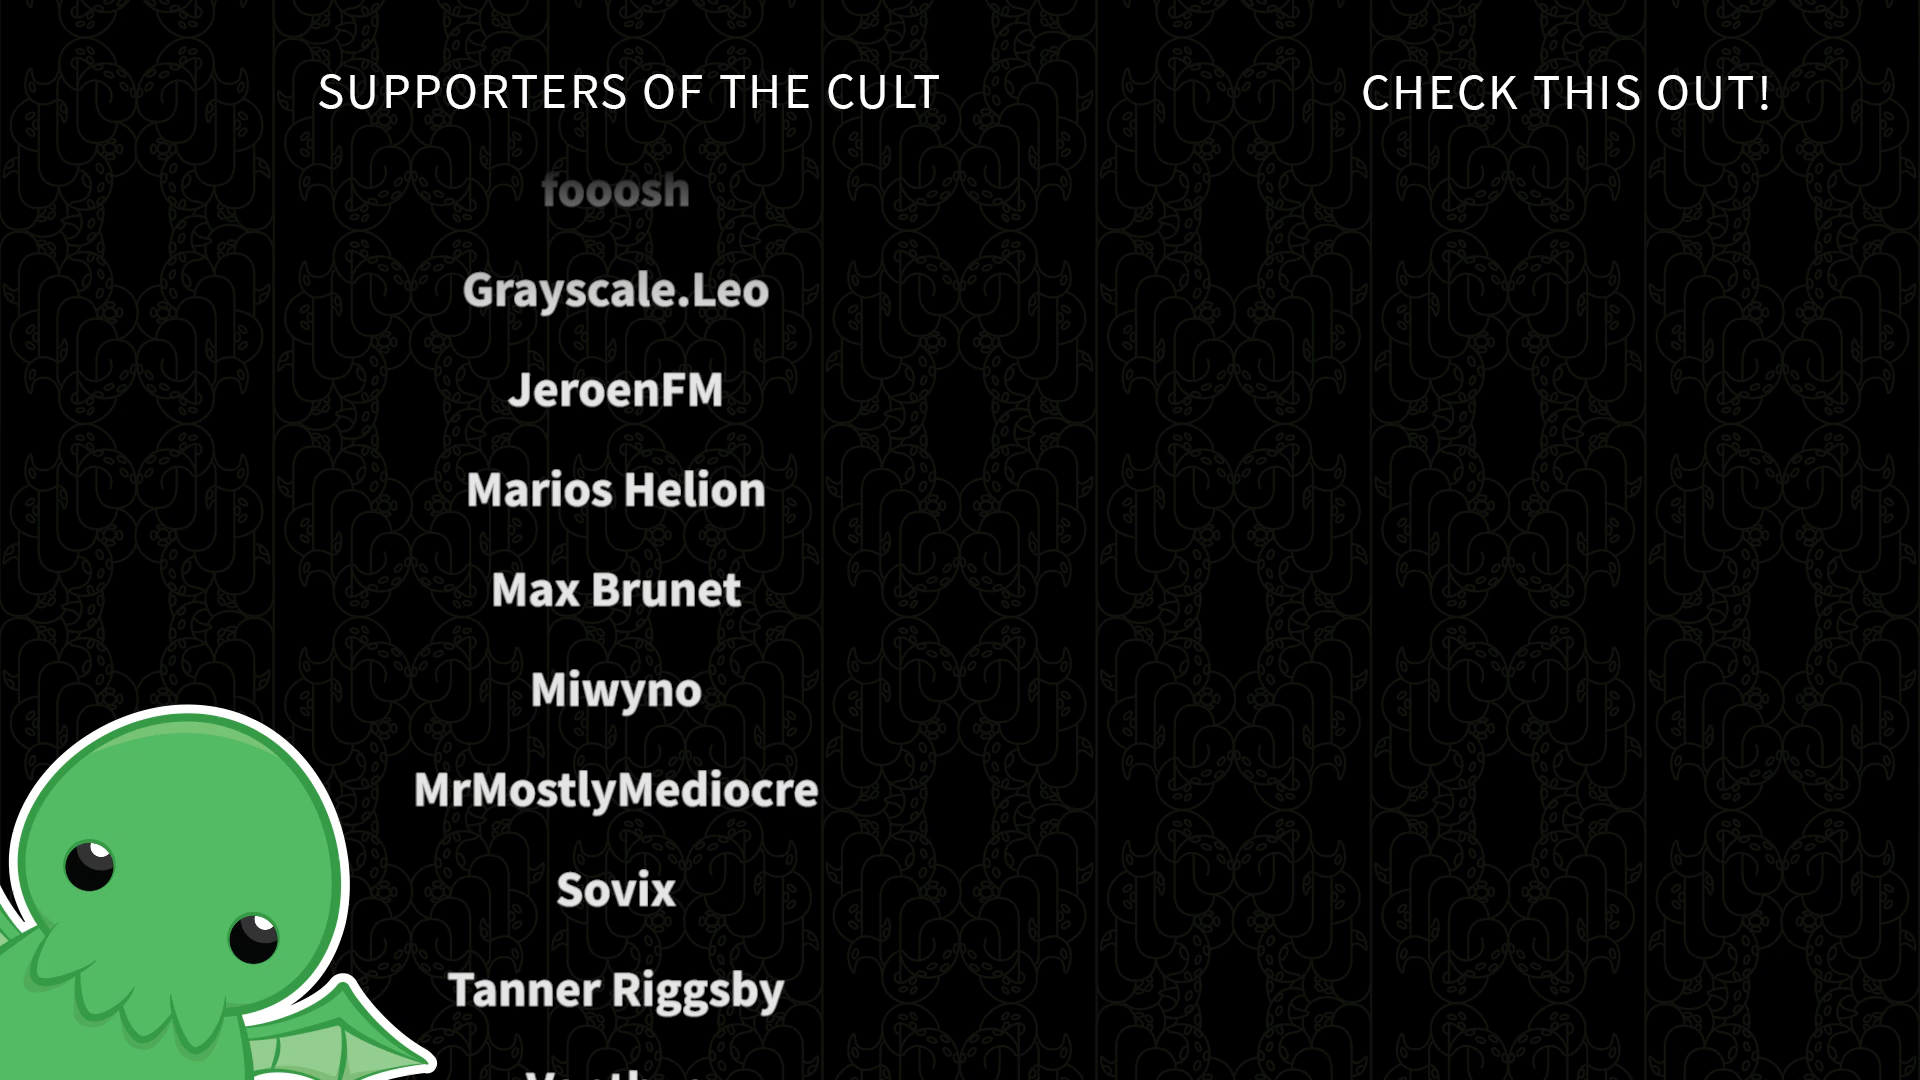 SUPPORTERS OF THE CULT
CHECK THIS OUT!
fooosh
Grayscale.Leo
JeroenFM
Marios Helion
Max Brunet
Miwyno
MrMostlyMediocre
Sovix
Tanner Riggsby